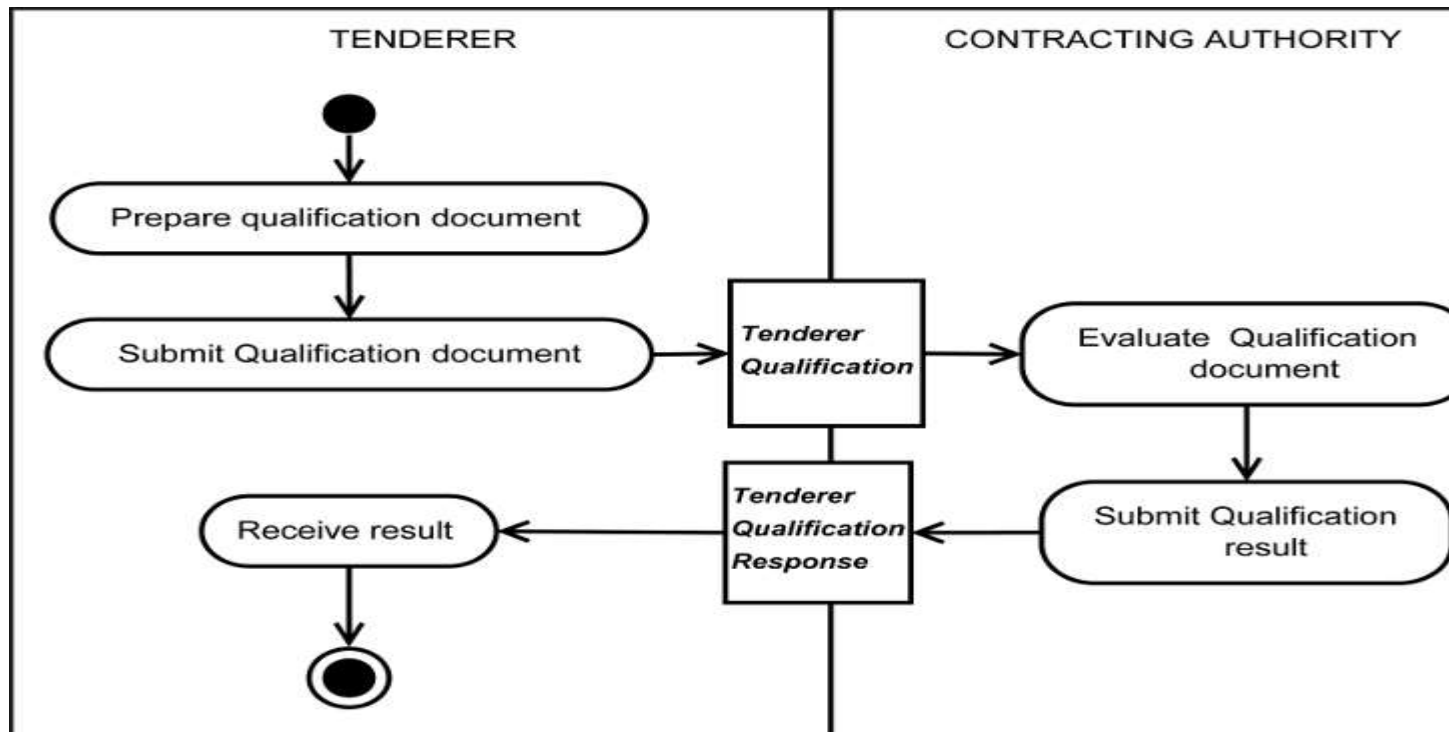 TENDERER
CONTRACTING AUTHORITY
Prepare qualification document
Submit Qualification document
Tenderer
Qualification
Evaluate Qualification
document
Receive result
Tenderer
Qualification
Response
Submit Qualification
result